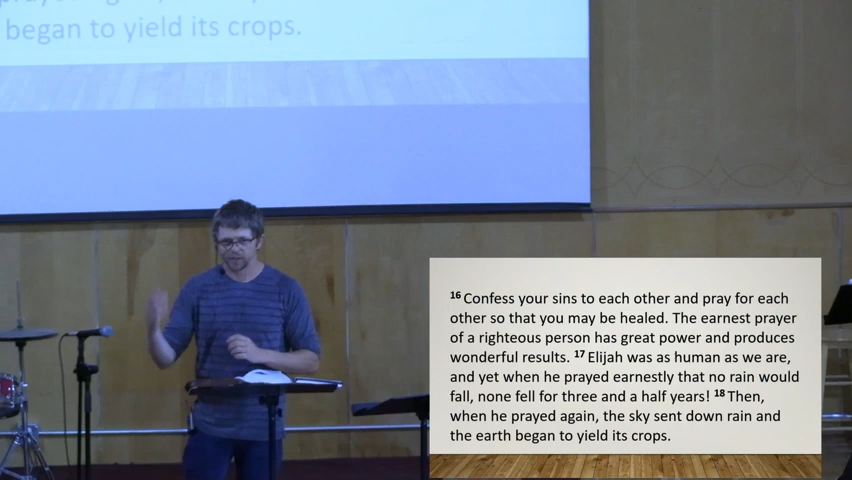 began to yield its crops.
16 Confess your sins to each other and pray for each
other so that you may be healed. The earnest prayer
of a righteous person has great power and produces
wonderful results. 17 Elijah was as human as we are,
and yet when he prayed earnestly that no rain would
fall, none fell for three and a half years! 18 Then,
when he prayed again, the sky sent down rain and
the earth began to yield its crops.